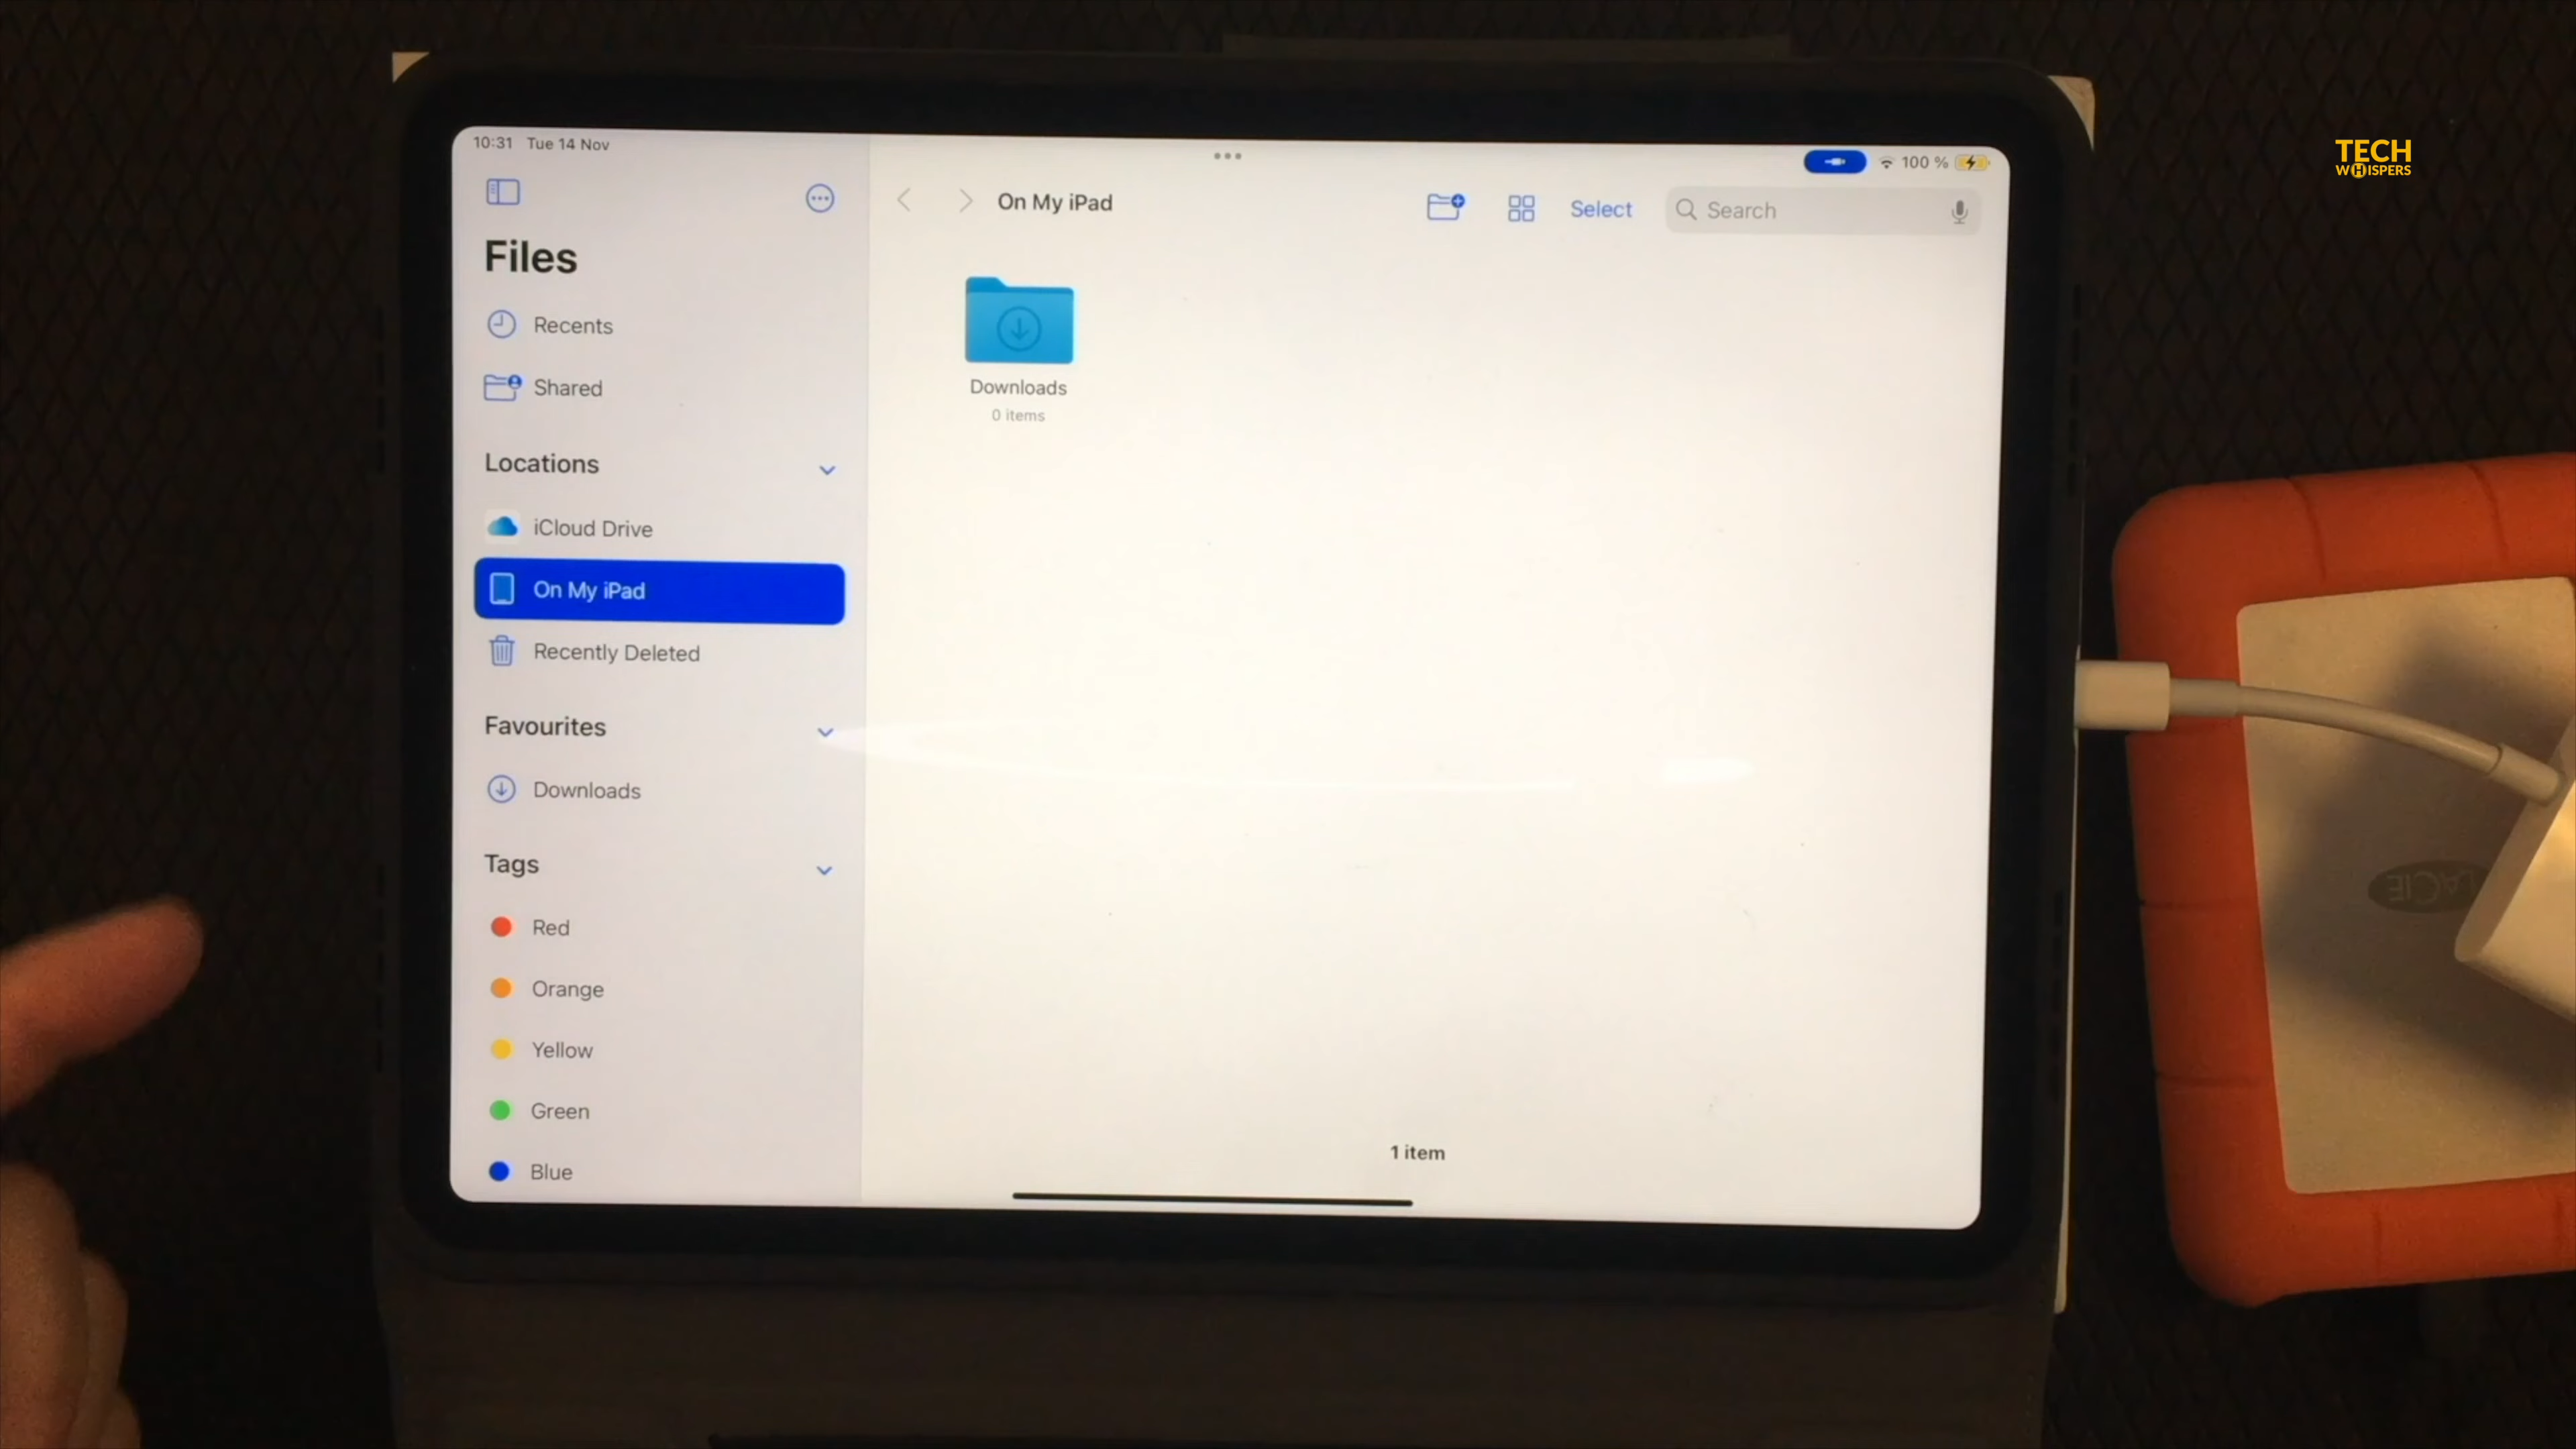 10:31 Tue 14 Nov
100 %
TECH
WHISPERS
Files
On My iPad
Select
Search
Recents
Shared
Downloads
0 items
Locations
iCloud Drive
On My iPad
Recently Deleted
Favourites
Downloads
Tags
Red
Orange
Yellow
Green
Blue
1 item
LACIE